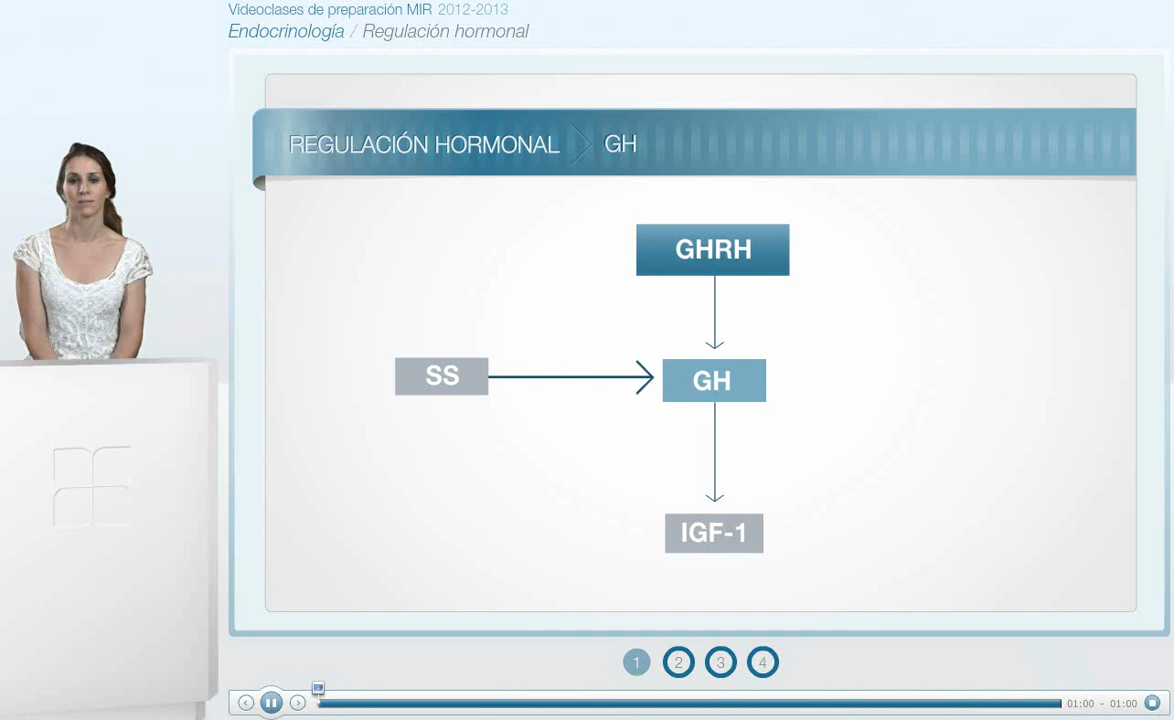 Videoclases de preparación MIR 2012-2013
Endocrinología / Regulación hormonal
REGULACIÓN HORMONAL GH
GHRH
SS
GH
IGF-1
1 2 3 4
01:00 - 01:00